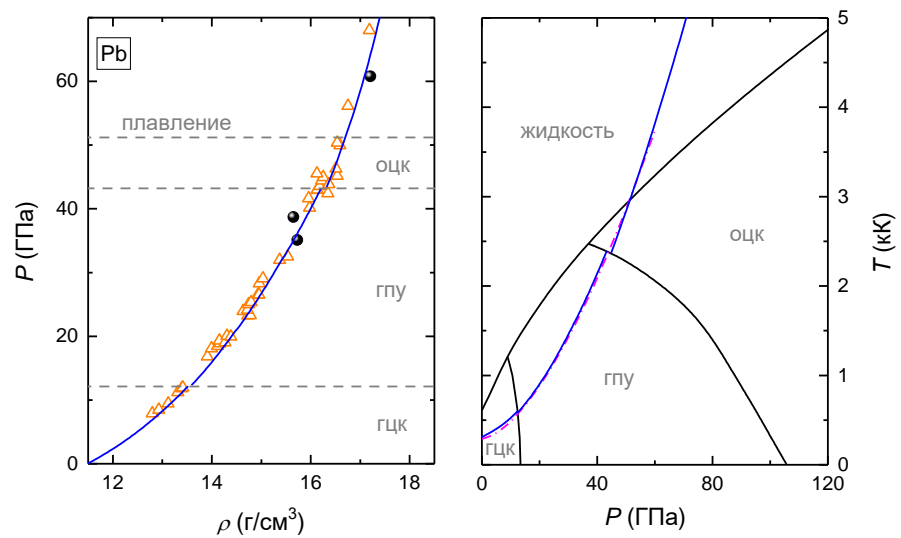 Pb
плавление
оцк
гпу
гцк
60
40
20
0
12
14
16
18
P (ГПа)
ρ (г/см³)
жидкость
оцк
гпу
гцк
5
4
3
2
1
0
0
40
80
120
T (кК)
P (ГПа)